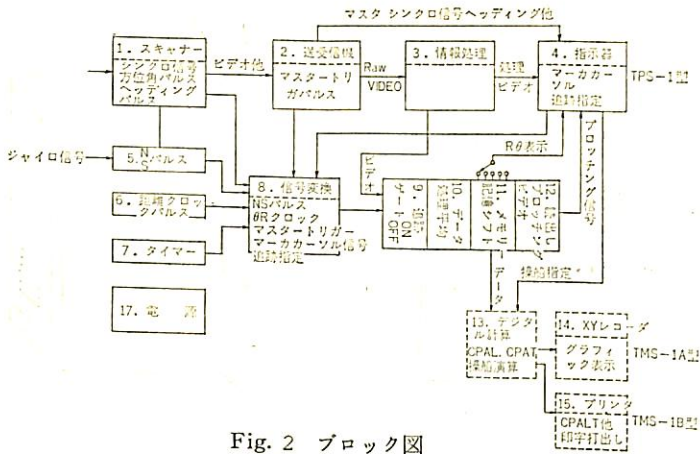 マスタ シンクロ信号ヘッディング他
1. スキャナー
シンクロ信号
方位角パルス
ヘッディング
パルス
ビデオ他
2. 送受信機
マスタートリ
ガパルス
Raw
VIDEO
3. 情報処理
処理
ビデオ
4. 指示器
マーカカー
ソル
追跡指定
TPS-1型
ジャイロ信号
5. NSパルス
6. 距離クロッ
クパルス
7. タイマー
17. 電 源
8. 信号変換
NSパルス
θRクロック
マスタートリガー
マーカカーソル信号
追跡指定
ビデオ
Rθ表示
プロッチング信号
9. 追跡
ゲート ON OFF
10. データ
処理平均
11. メモリー
記憶シフト
12. 読出し
プロッチング
ビデオ
データ
操船指定
13. デジタ
ル計算
CPAL. CPAT
操船演算
14. XYレコーダ
グラフィ
ック表示
TMS-1A型
15. プリンタ
CPALT他
印字打出し
TMS-1B型
Fig. 2 ブロック図